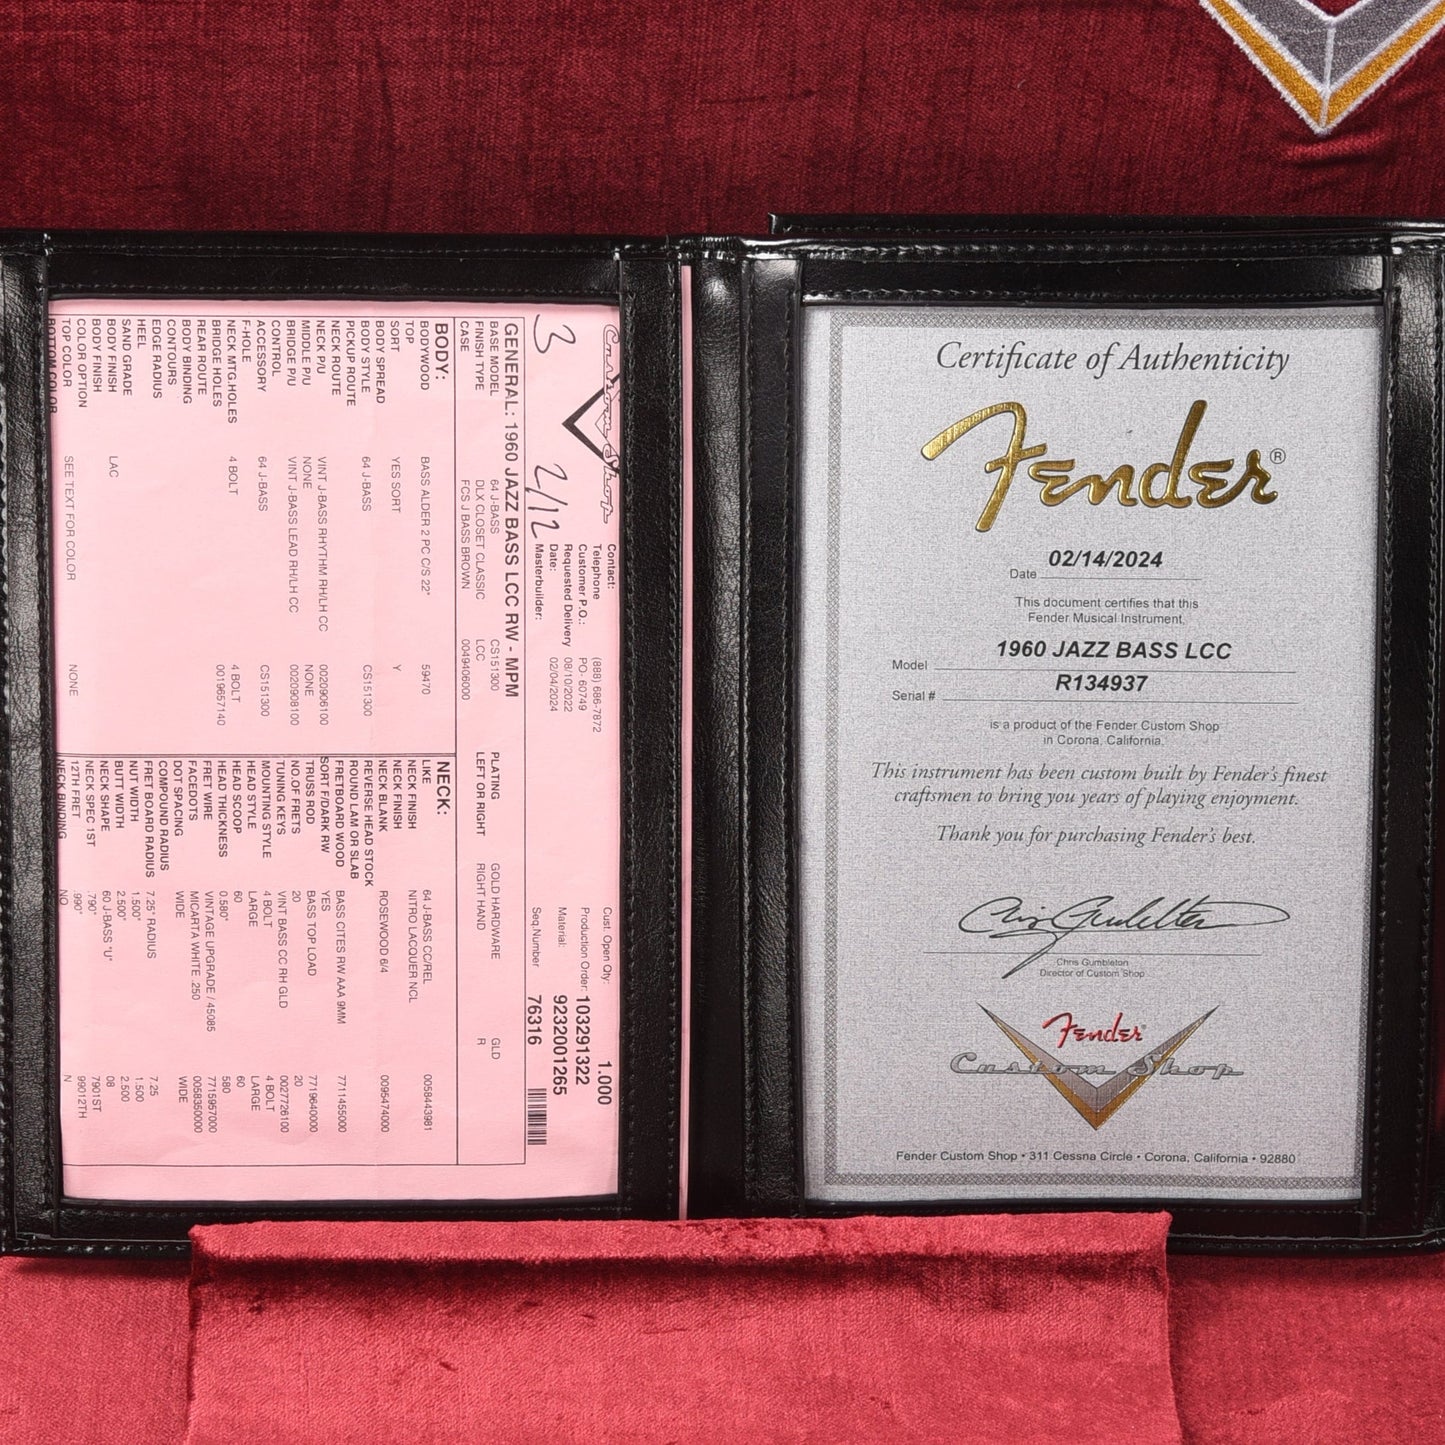 Custom Shop
3
2/12
Contact:
Telephone (888) 686-7872
Customer P.O.: PO- 60749
Requested Delivery 08/10/2022
Date: 02/04/2024
Masterbuilder:
Cust. Open Qty: 1.000
Production Order: 103291322
Material: 9232001265
Seq.Number 76316
GENERAL: 1960 JAZZ BASS LCC RW - MPM
BASE MODEL 64 J-BASS CS151300 PLATING GOLD HARDWARE GLD
FINISH TYPE DLX CLOSET CLASSIC LCC LEFT OR RIGHT RIGHT HAND R
CASE FCS J BASS BROWN 0049406000
BODY:
BODYWOOD BASS ALDER 2 PC C/S 22" 59470
TOP
SORT YES SORT Y
BODY SPREAD
BODY STYLE 64 J-BASS CS151300
PICKUP ROUTE
NECK ROUTE
NECK P/U VINT J-BASS RHYTHM RH/LH CC 0020906100
MIDDLE P/U NONE NONE
BRIDGE P/U VINT J-BASS LEAD RH/LH CC 0020908100
CONTROL
ACCESSORY 64 J-BASS CS151300
F-HOLE
NECK MTG.HOLES 4 BOLT 4 BOLT
BRIDGE HOLES 0019657140
REAR ROUTE
BODY BINDING
CONTOURS
EDGE RADIUS
HEEL
SAND GRADE
BODY FINISH LAC
BODY FINISH
COLOR OPTION
TOP COLOR SEE TEXT FOR COLOR NONE
BOTTOM COLOR
NECK:
LIKE 64 J-BASS CC/REL 0058443981
NECK FINISH NITRO LACQUER NCL
NECK FINISH
NECK BLANK ROSEWOOD 6/4 0095474000
REVERSE HEAD STOCK
ROUND LAM OR SLAB
FRETBOARD WOOD BASS CITES RW AAA 9MM 7711455000
SORT F/DARK RW YES
TRUSS ROD BASS TOP LOAD 7719640000
NO.OF FRETS 20 20
TUNING KEYS VINT BASS CC RH GLD 0027726100
MOUNTING STYLE 4 BOLT 4 BOLT
HEAD STYLE LARGE LARGE
HEAD SCOOP 60 60
HEAD THICKNESS 0.580" 580
FRET WIRE VINTAGE UPGRADE / 45085 7715957000
FACEDOTS MICARTA WHITE .250 0058350000
DOT SPACING WIDE WIDE
COMPOUND RADIUS
FRET BOARD RADIUS 7.25" RADIUS 7.25
NUT WIDTH 1.500" 1.500
BUTT WIDTH 2.500" 2.500
NECK SHAPE 60 J-BASS "U" 08
NECK SPEC 1ST .790" 7901ST
12TH FRET .990" 99012TH
NECK BINDING NO N
Certificate of Authenticity
Fender®
02/14/2024
Date
This document certifies that this
Fender Musical Instrument,
1960 JAZZ BASS LCC
Model
R134937
Serial #
is a product of the Fender Custom Shop
in Corona, California.
This instrument has been custom built by Fender's finest
craftsmen to bring you years of playing enjoyment.
Thank you for purchasing Fender's best.
Chris Gumbleton
Chris Gumbleton
Director of Custom Shop
Fender
Custom Shop
Fender Custom Shop • 311 Cessna Circle • Corona, California • 92880